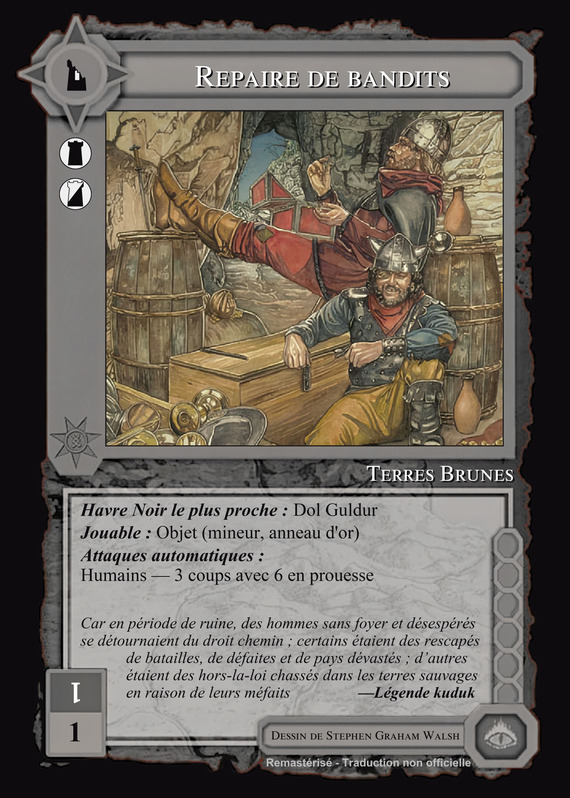 REPAIRE DE BANDITS
TERRES BRUNES
Havre Noir le plus proche : Dol Guldur
Jouable : Objet (mineur, anneau d'or)
Attaques automatiques :
Humains — 3 coups avec 6 en prouesse
Car en période de ruine, des hommes sans foyer et désespérés
se détournaient du droit chemin ; certains étaient des rescapés
de batailles, de défaites et de pays dévastés ; d’autres
étaient des hors-la-loi chassés dans les terres sauvages
en raison de leurs méfaits —Légende kuduk
1
1
DESSIN DE STEPHEN GRAHAM WALSH
Remastérisé - Traduction non officielle